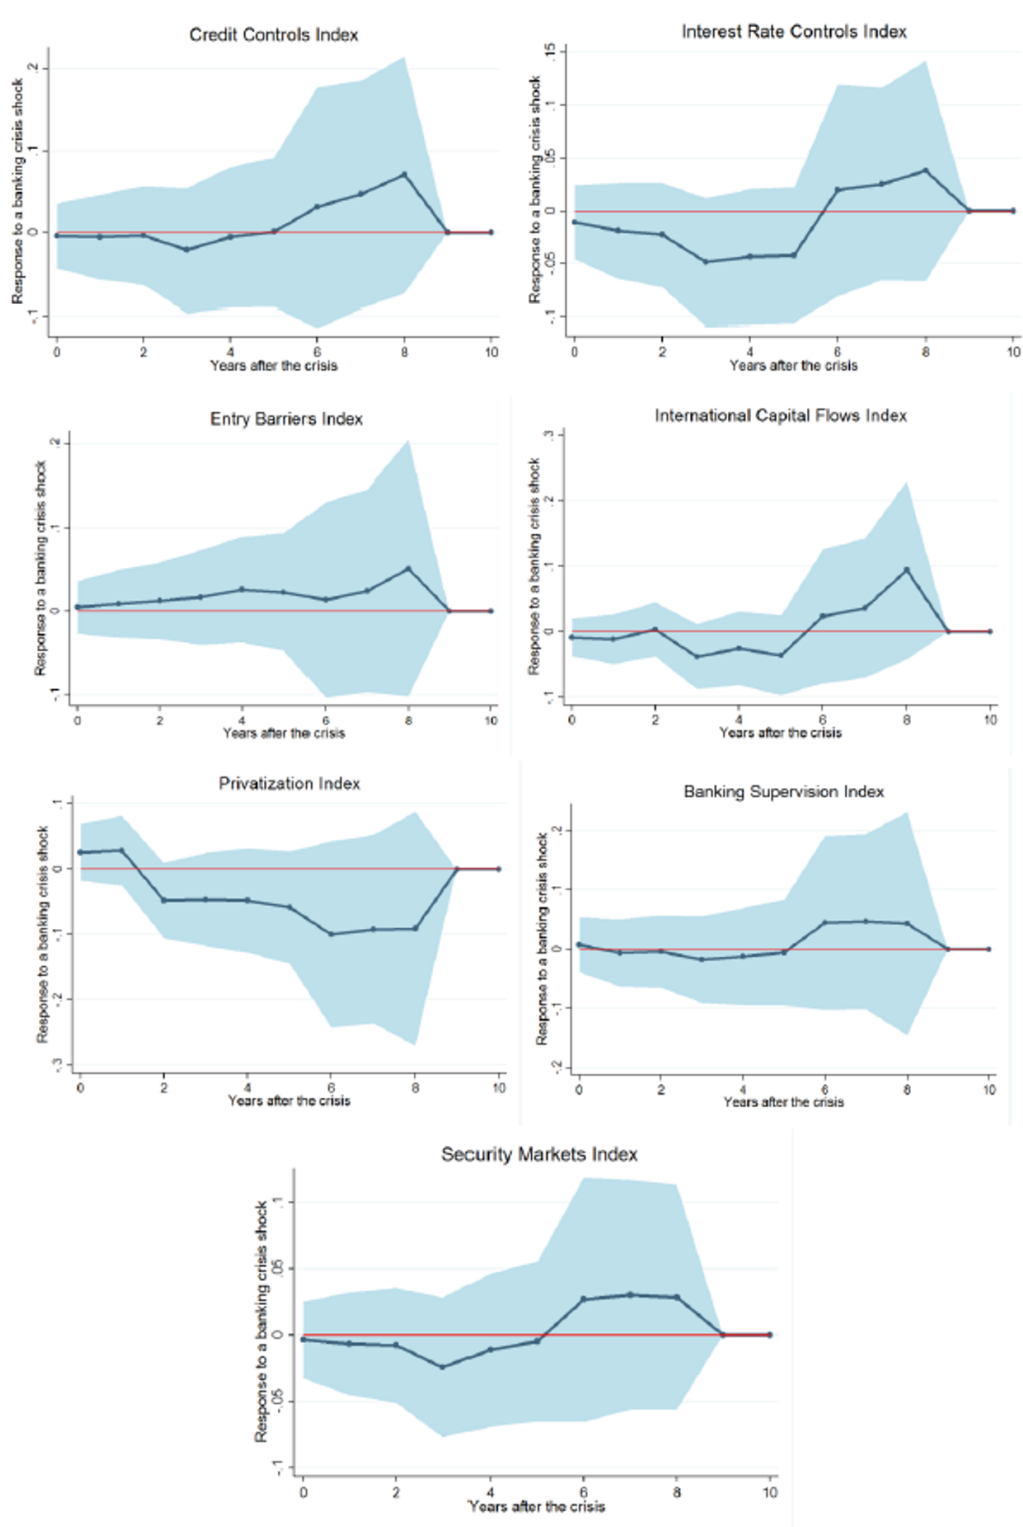 Credit Controls Index
Response to a banking crisis shock
.2
.1
0
-.1
0 2 4 6 8 10
Years after the crisis
Interest Rate Controls Index
Response to a banking crisis shock
.15
.1
.05
0
-.05
-.1
0 2 4 6 8 10
Years after the crisis
Entry Barriers Index
Response to a banking crisis shock
.2
.1
0
-.1
0 2 4 6 8 10
Years after the crisis
International Capital Flows Index
Response to a banking crisis shock
.3
.2
.1
0
-.1
0 2 4 6 8 10
Years after the crisis
Privatization Index
Response to a banking crisis shock
.1
0
-.1
-.2
-.3
0 2 4 6 8 10
Years after the crisis
Banking Supervision Index
Response to a banking crisis shock
.2
.1
0
-.1
-.2
0 2 4 6 8 10
Years after the crisis
Security Markets Index
Response to a banking crisis shock
.1
.05
0
-.05
-.1
0 2 4 6 8 10
Years after the crisis